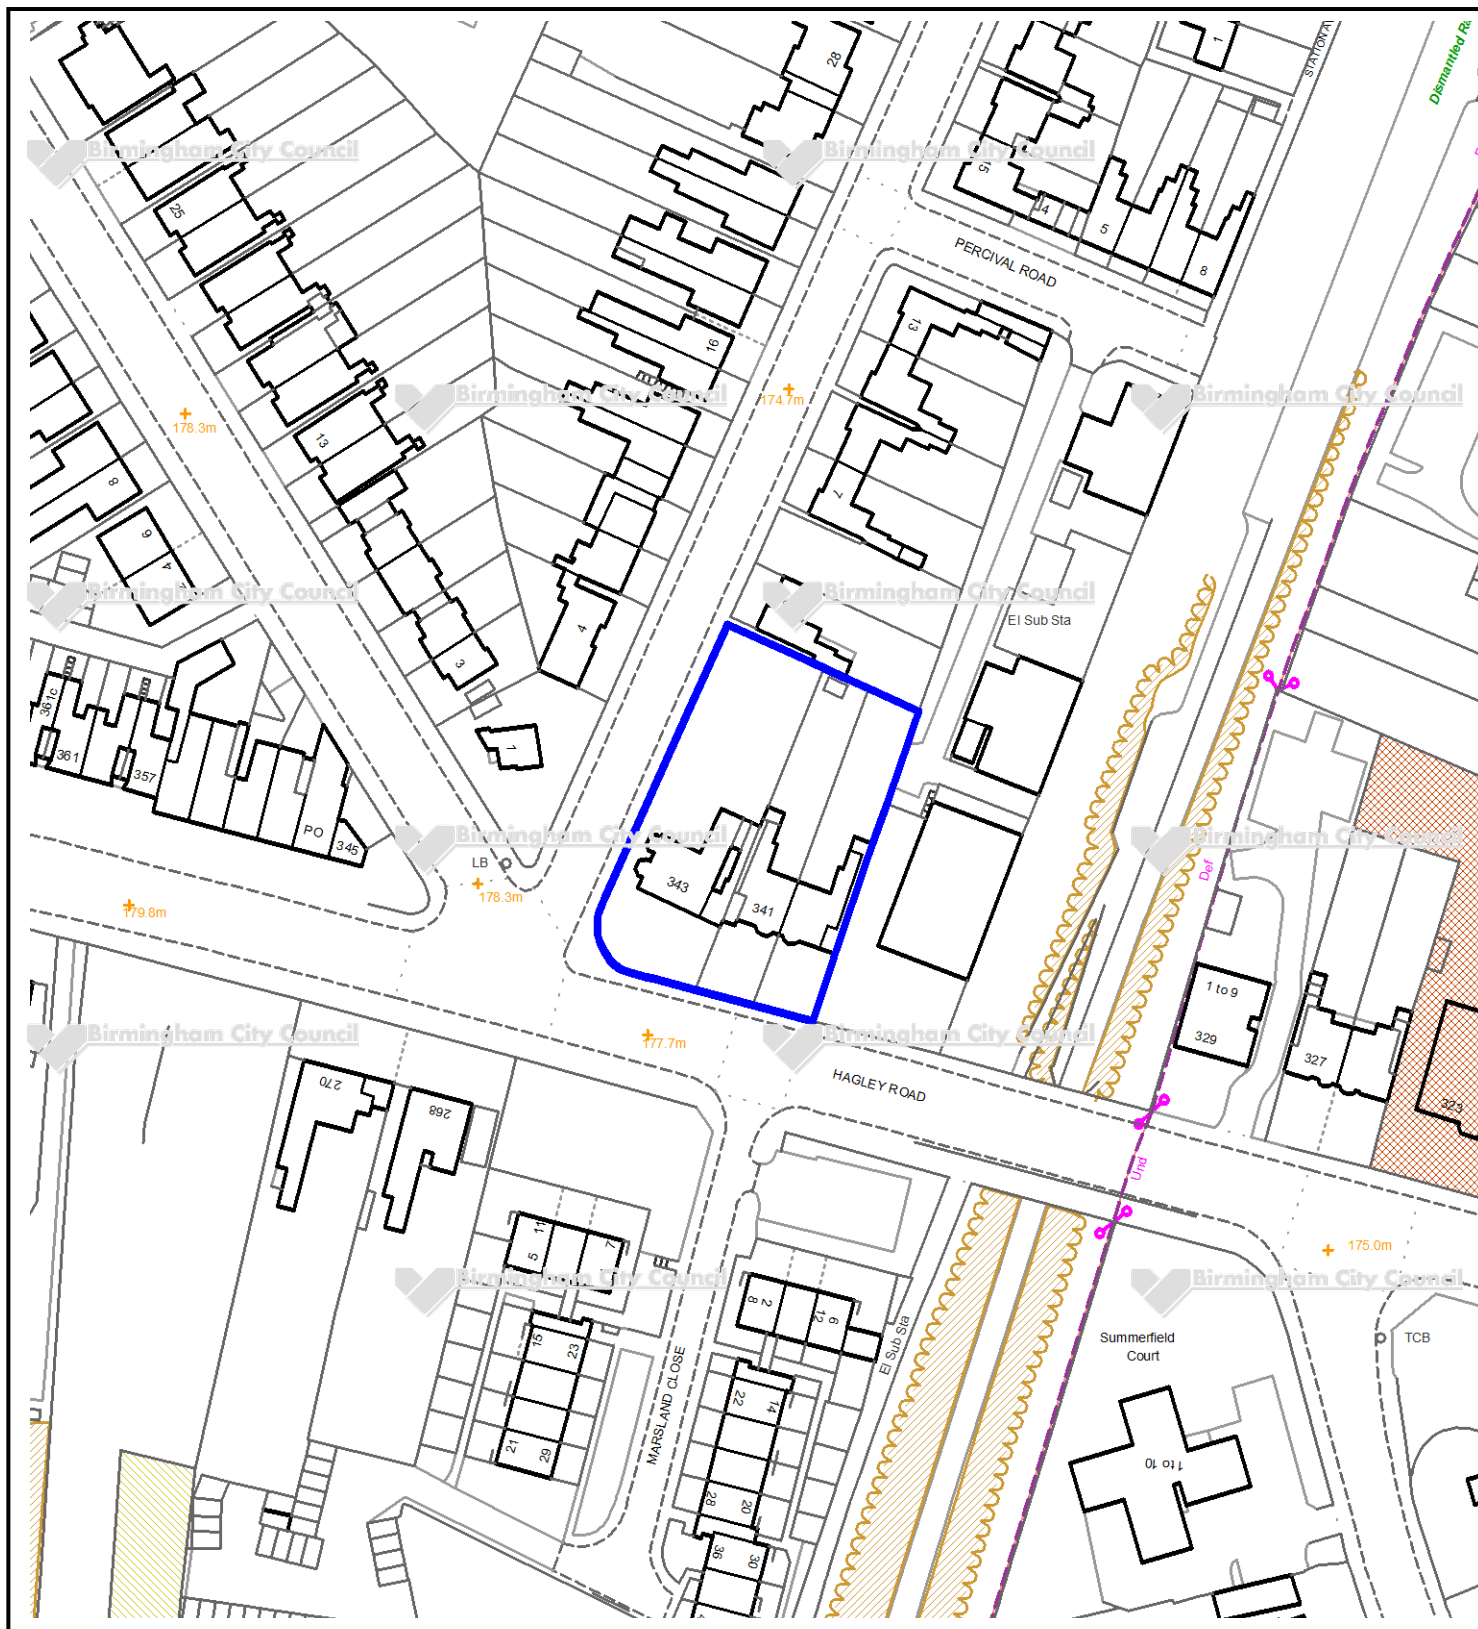 28
1
STATION A
Dismantled Ra
Birmingham City Council
Birmingham City Council
15
4
5
8
25
PERCIVAL ROAD
13
16
174.7m
Birmingham City Council
Birmingham City Council
178.3m
13
8
7
6
4
Birmingham City Council
Birmingham City Council
El Sub Sta
4
3
361c
361
357
1
PO
345
Birmingham City Council
Birmingham City Council
LB
178.3m
179.8m
343
341
Def
1 to 9
329
327
323
Birmingham City Council
Birmingham City Council
177.7m
HAGLEY ROAD
270
268
Und
175.0m
11
5
7
Birmingham City Council
Birmingham City Council
8
2
12
6
El Sub Sta
15
23
Summerfield
Court
TCB
MARSLAND CLOSE
22
14
21
29
1 to 10
28
20
36
30